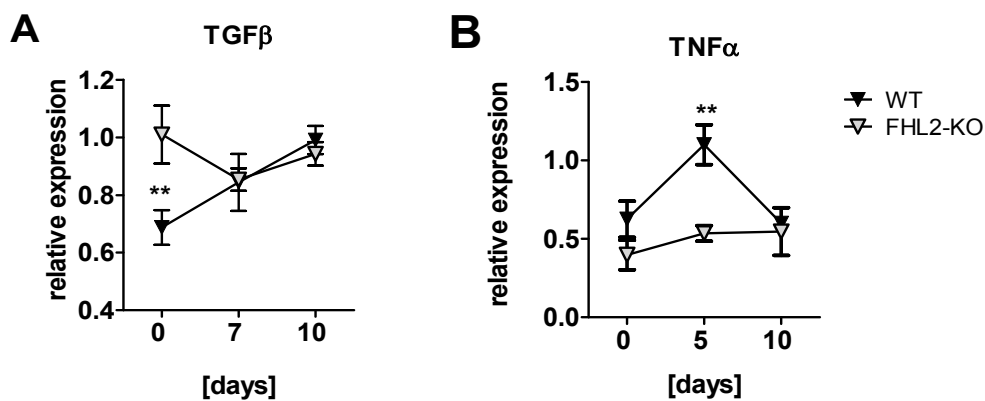 A
TGFβ
relative expression
1.2
1.0
0.8
0.6
0.4
**
0
7
10
[days]
B
TNFα
relative expression
1.5
1.0
0.5
0.0
**
0
5
10
[days]
WT
FHL2-KO